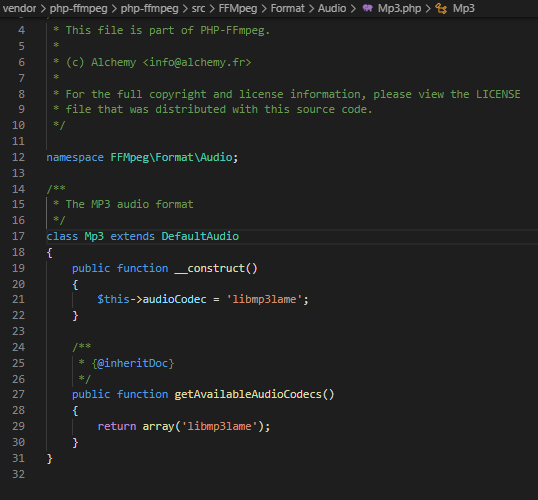 vendor > php-ffmpeg > php-ffmpeg > src > FFMpeg > Format > Audio > Mp3.php > Mp3
4 * This file is part of PHP-FFmpeg.
5 *
6 * (c) Alchemy <info@alchemy.fr>
7 *
8 * For the full copyright and license information, please view the LICENSE
9 * file that was distributed with this source code.
10 */
11
12 namespace FFMpeg\Format\Audio;
13
14 /**
15 * The MP3 audio format
16 */
17 class Mp3 extends DefaultAudio
18 {
19 public function __construct()
20 {
21 $this->audioCodec = 'libmp3lame';
22 }
23
24 /**
25 * {@inheritDoc}
26 */
27 public function getAvailableAudioCodecs()
28 {
29 return array('libmp3lame');
30 }
31 }
32